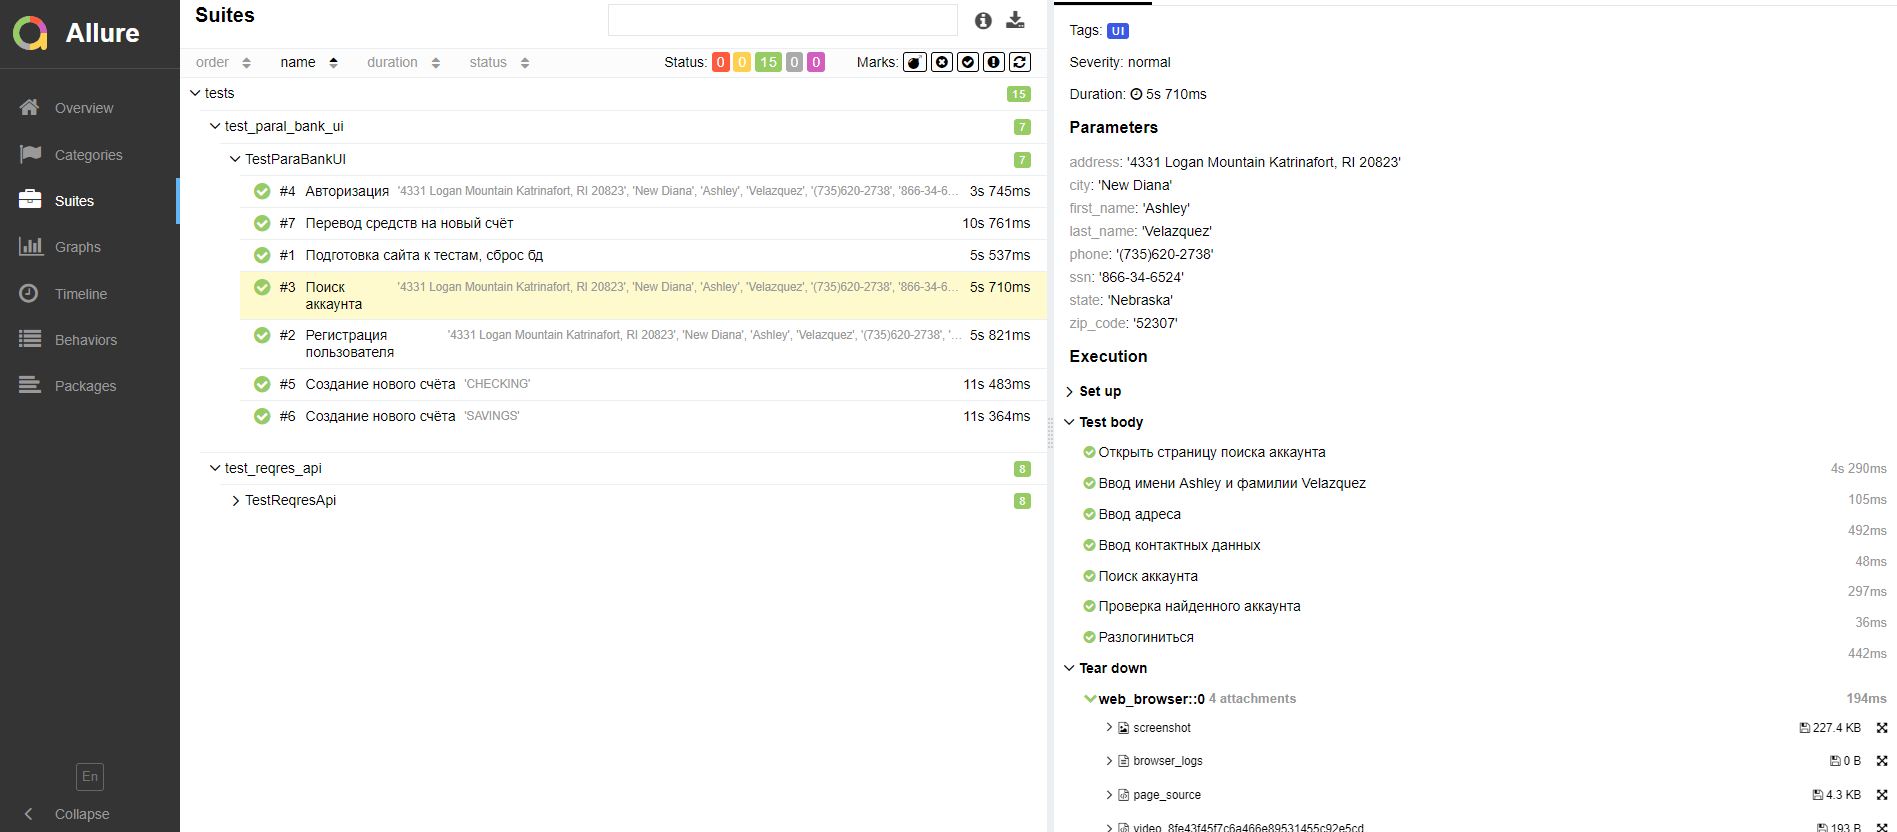 Allure
Overview
Categories
Suites
Graphs
Timeline
Behaviors
Packages
En
Collapse
Suites
order name duration status Status: 0 0 15 0 0 Marks:
tests 15
test_paral_bank_ui 7
TestParaBankUI 7
#4 Авторизация '4331 Logan Mountain Katrinafort, RI 20823', 'New Diana', 'Ashley', 'Velazquez', '(735)620-2738', '866-34-6... 3s 745ms
#7 Перевод средств на новый счёт 10s 761ms
#1 Подготовка сайта к тестам, сброс бд 5s 537ms
#3 Поиск аккаунта '4331 Logan Mountain Katrinafort, RI 20823', 'New Diana', 'Ashley', 'Velazquez', '(735)620-2738', '866-34-6... 5s 710ms
#2 Регистрация пользователя '4331 Logan Mountain Katrinafort, RI 20823', 'New Diana', 'Ashley', 'Velazquez', '(735)620-2738', '... 5s 821ms
#5 Создание нового счёта 'CHECKING' 11s 483ms
#6 Создание нового счёта 'SAVINGS' 11s 364ms
test_reqres_api 8
TestReqresApi 8
Tags: UI
Severity: normal
Duration: 5s 710ms
Parameters
address: '4331 Logan Mountain Katrinafort, RI 20823'
city: 'New Diana'
first_name: 'Ashley'
last_name: 'Velazquez'
phone: '(735)620-2738'
ssn: '866-34-6524'
state: 'Nebraska'
zip_code: '52307'
Execution
Set up
Test body
Открыть страницу поиска аккаунта
4s 290ms
Ввод имени Ashley и фамилии Velazquez
105ms
Ввод адреса
492ms
Ввод контактных данных
48ms
Поиск аккаунта
297ms
Проверка найденного аккаунта
36ms
Разлогиниться
442ms
Tear down
web_browser::0 4 attachments 194ms
screenshot 227.4 KB
browser_logs 0 B
page_source 4.3 KB
video_8fe43f45f7c6a466e89531455c92e5cd 193 B